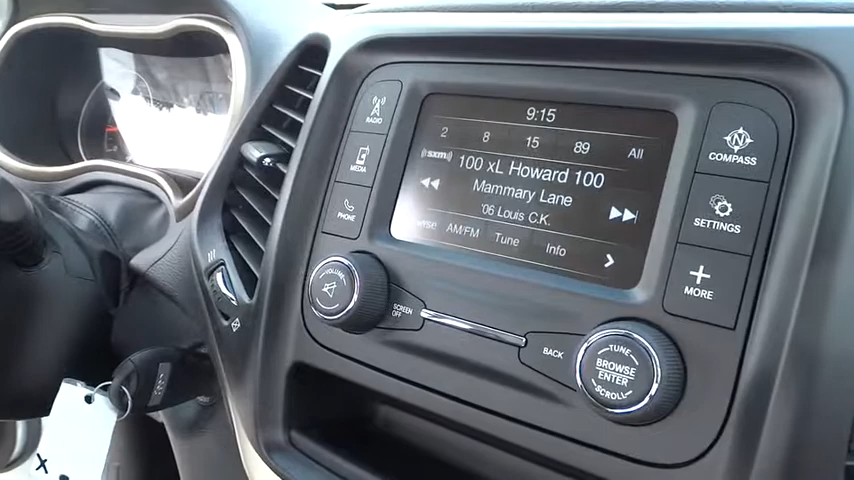 9:15
2 8 15 89 All
((sxm)) 100 xL Howard 100
Mammary Lane
'06 Louis C.K.
AM/FM Tune Info
RADIO
MEDIA
PHONE
COMPASS
SETTINGS
MORE
VOLUME
SCREEN
OFF
BACK
TUNE
BROWSE
ENTER
SCROLL
N
X